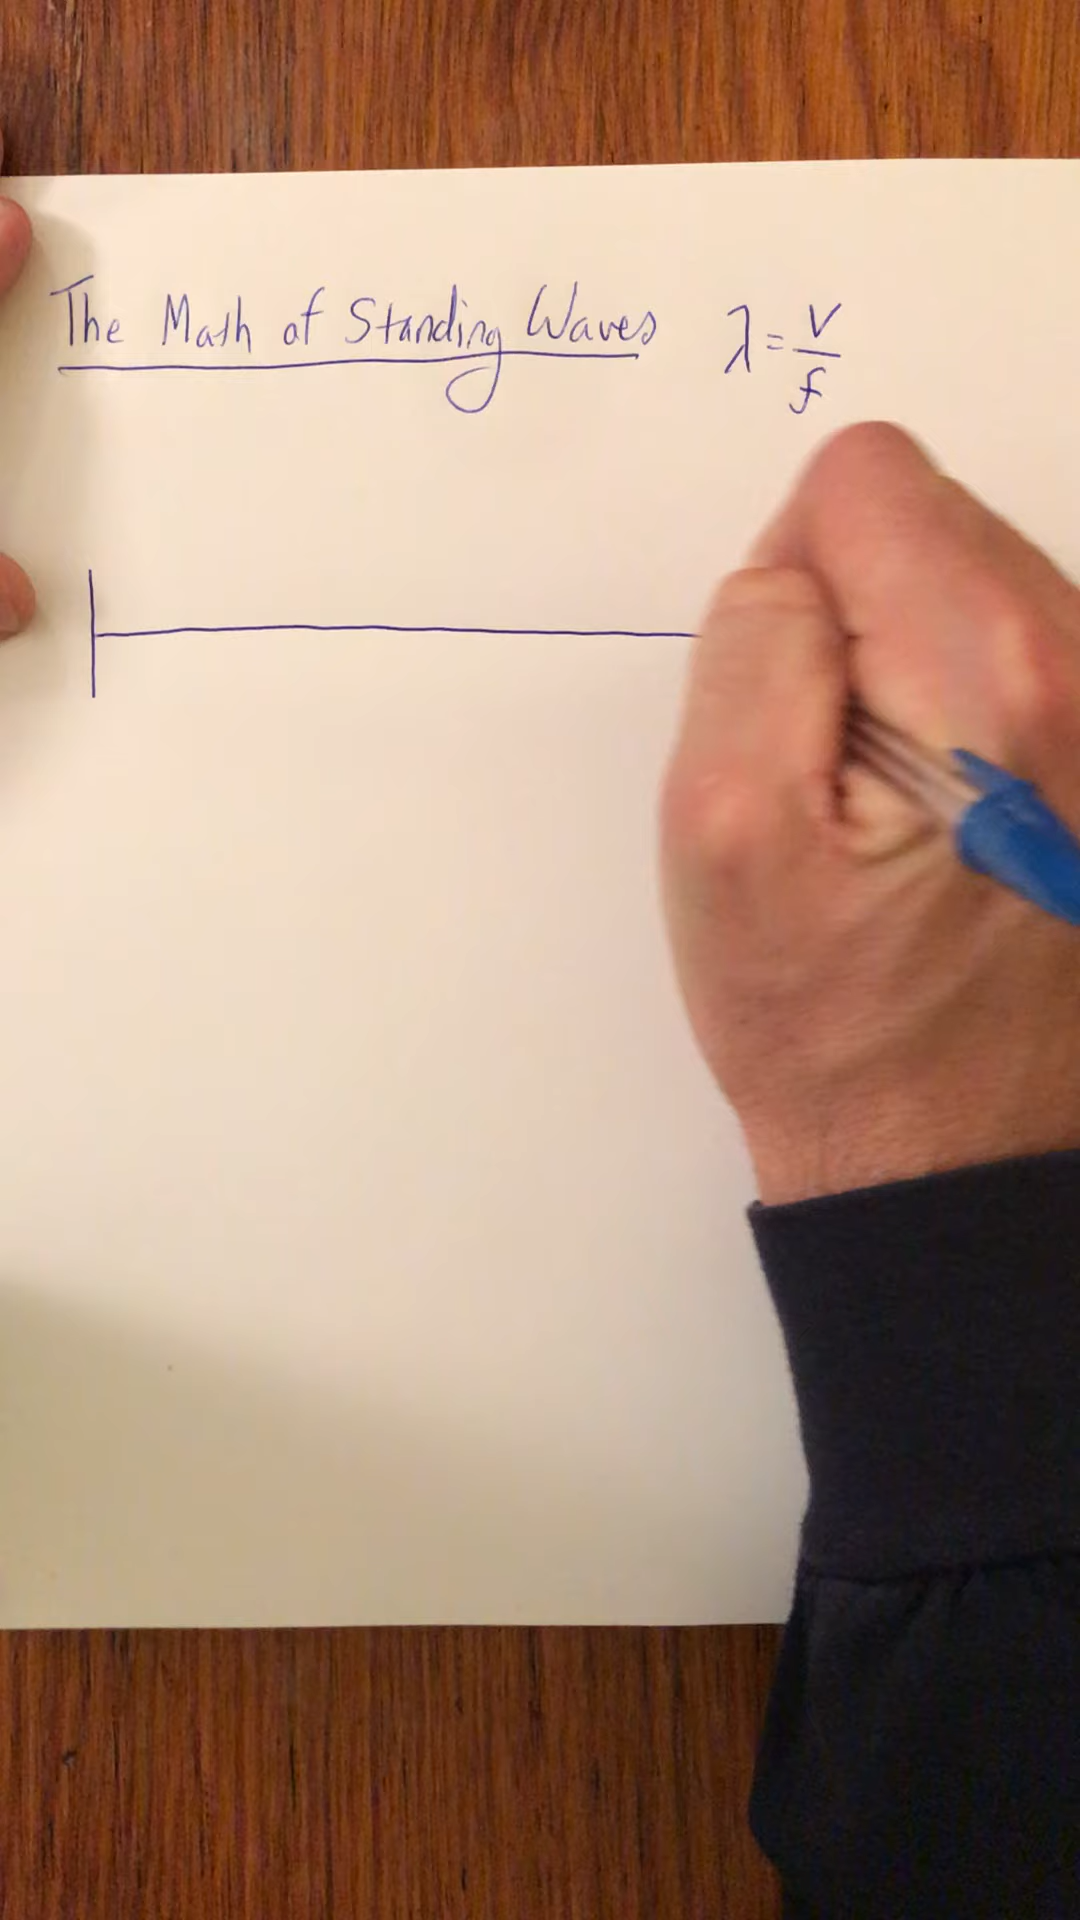 The Math of Standing Waves λ = v/f